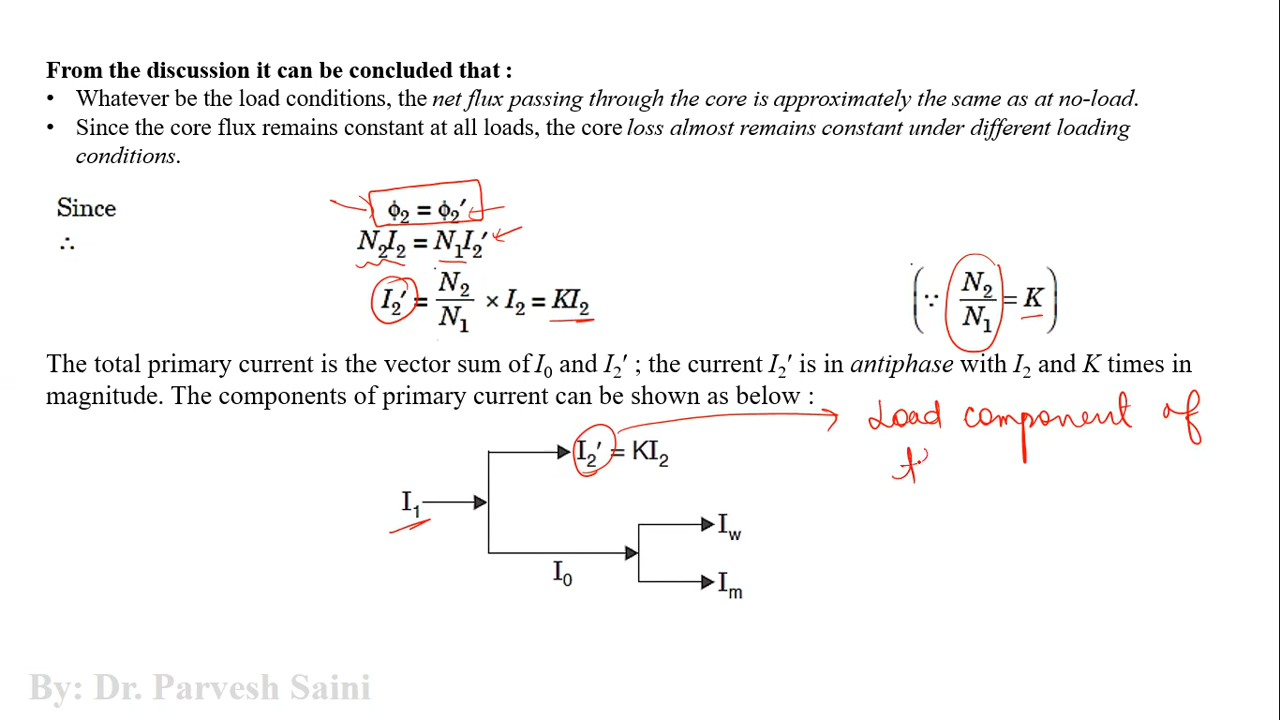 From the discussion it can be concluded that :
• Whatever be the load conditions, the net flux passing through the core is approximately the same as at no-load.
• Since the core flux remains constant at all loads, the core loss almost remains constant under different loading
conditions.
Since ϕ₂ = ϕ₂′
∴ N₂I₂ = N₁I₂′
I₂′ = N₂/N₁ × I₂ = KI₂ (∵ N₂/N₁ = K)
The total primary current is the vector sum of I₀ and I₂′ ; the current I₂′ is in antiphase with I₂ and K times in
magnitude. The components of primary current can be shown as below :
Load component of
I₂′ = KI₂
I₁
I_w
I₀
I_m
By: Dr. Parvesh Saini